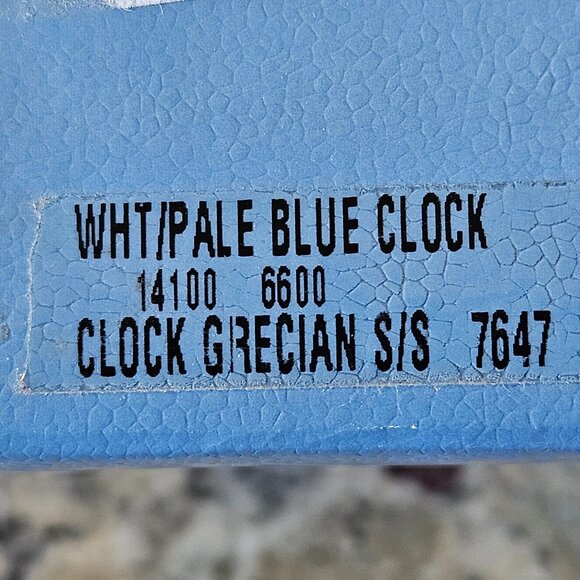 WHT/PALE BLUE CLOCK
14100 6600
CLOCK GRECIAN S/S 7647